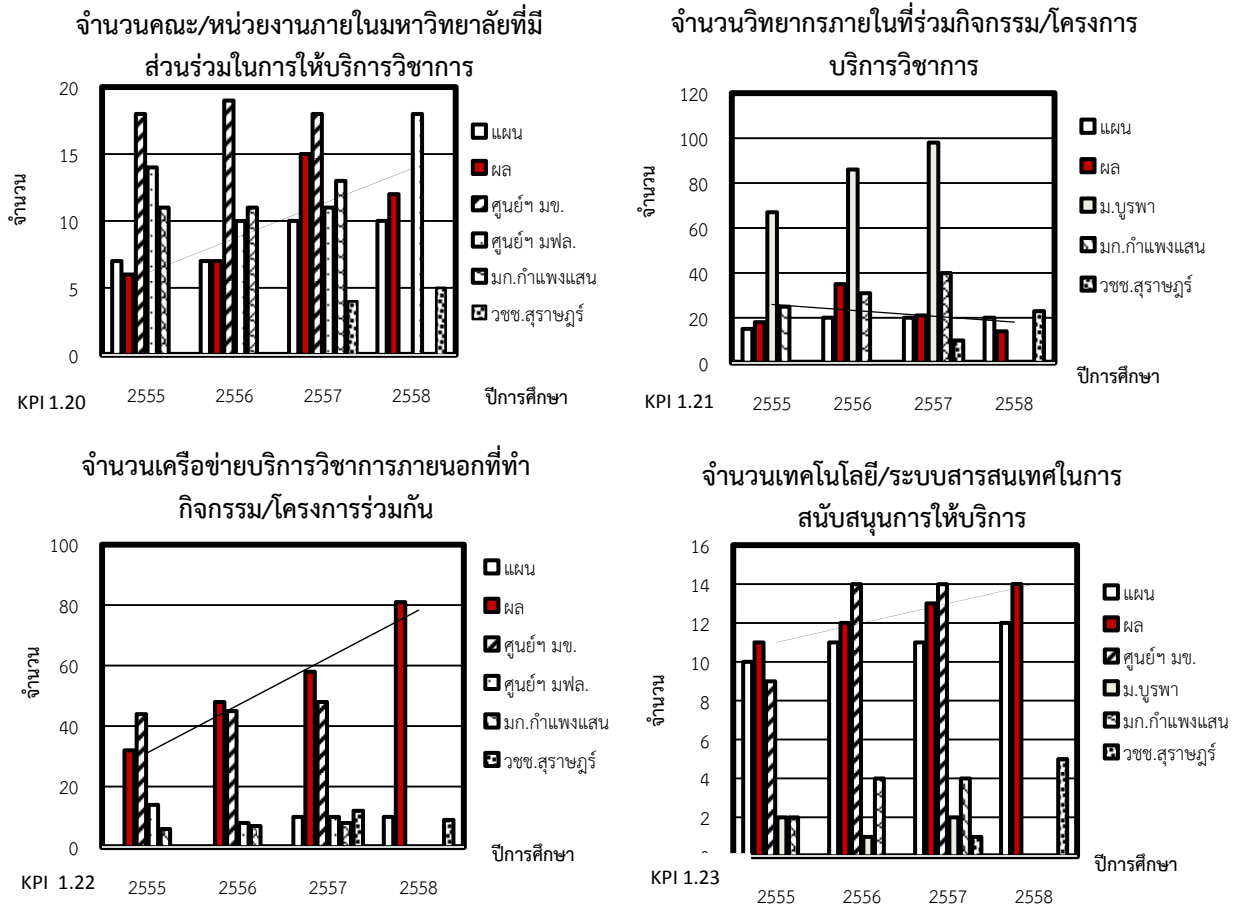 จำนวนคณะ/หน่วยงานภายในมหาวิทยาลัยที่มี
ส่วนร่วมในการให้บริการวิชาการ
20
15
10
5
0
จำนวน
2555
2556
2557
2558
ปีการศึกษา
KPI 1.20
แผน
ผล
ศูนย์ฯ มข.
ศูนย์ฯ มฟล.
มก.กำแพงแสน
วชช.สุราษฎร์
จำนวนวิทยากรภายในที่ร่วมกิจกรรม/โครงการ
บริการวิชาการ
120
100
80
60
40
20
0
จำนวน
2555
2556
2557
2558
ปีการศึกษา
KPI 1.21
แผน
ผล
ม.บูรพา
มก.กำแพงแสน
วชช.สุราษฎร์
จำนวนเครือข่ายบริการวิชาการภายนอกที่ทำ
กิจกรรม/โครงการร่วมกัน
100
80
60
40
20
0
จำนวน
2555
2556
2557
2558
ปีการศึกษา
KPI 1.22
แผน
ผล
ศูนย์ฯ มข.
ศูนย์ฯ มฟล.
มก.กำแพงแสน
วชช.สุราษฎร์
จำนวนเทคโนโลยี/ระบบสารสนเทศในการ
สนับสนุนการให้บริการ
16
14
12
10
8
6
4
2
จำนวน
2555
2556
2557
2558
ปีการศึกษา
KPI 1.23
แผน
ผล
ศูนย์ฯ มข.
ม.บูรพา
มก.กำแพงแสน
วชช.สุราษฎร์